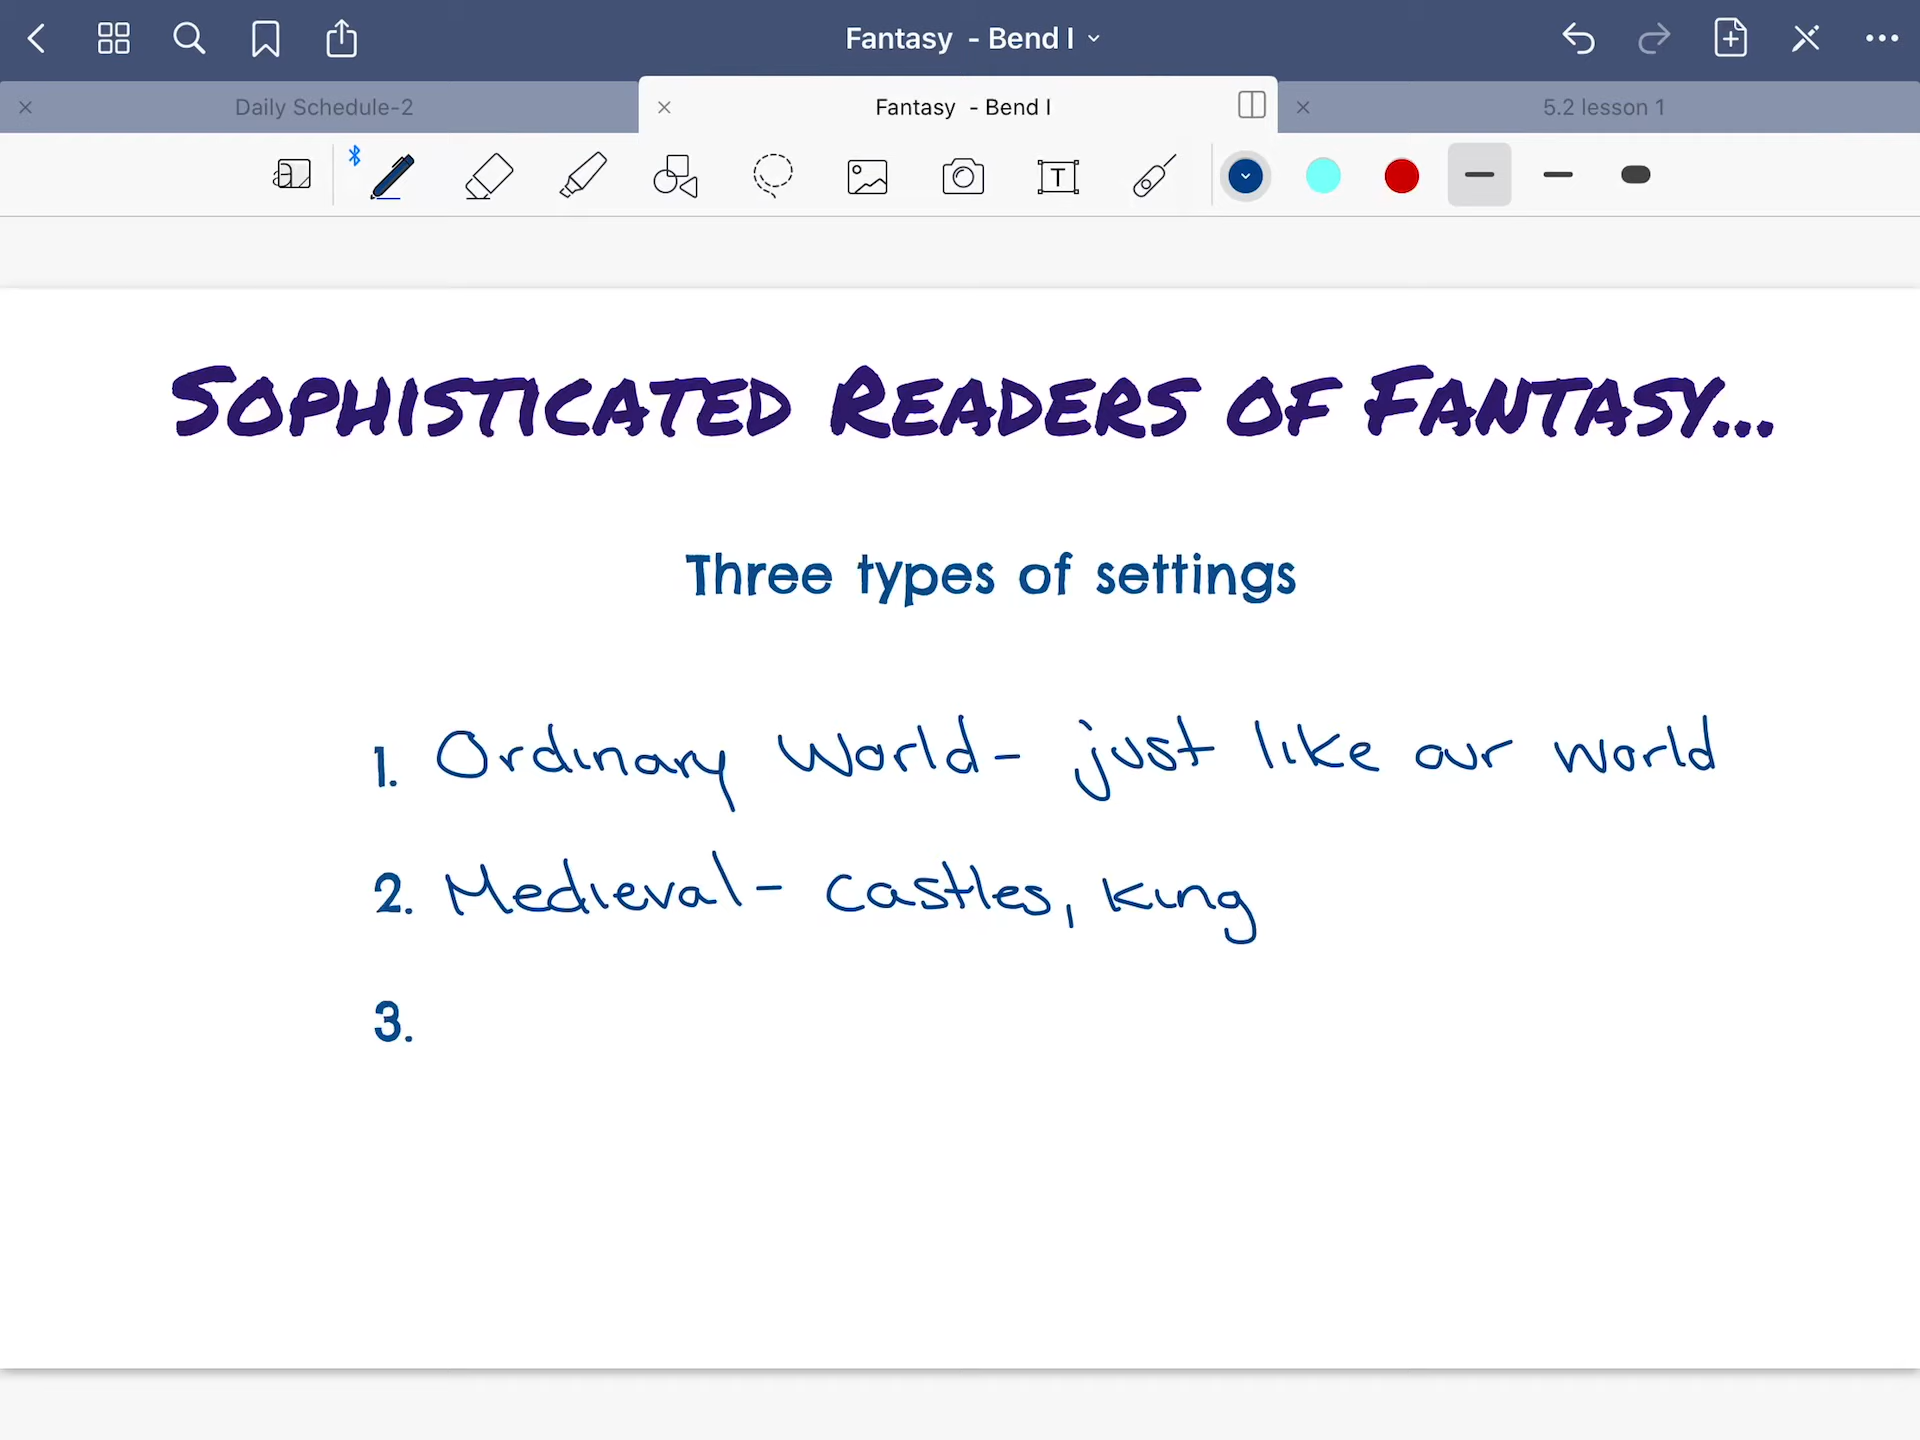 Fantasy - Bend I
Daily Schedule-2
Fantasy - Bend I
5.2 lesson 1
T
SOPHISTICATED READERS OF FANTASY...
Three types of settings
1. Ordinary World - just like our world
2. Medieval - castles, king
3.